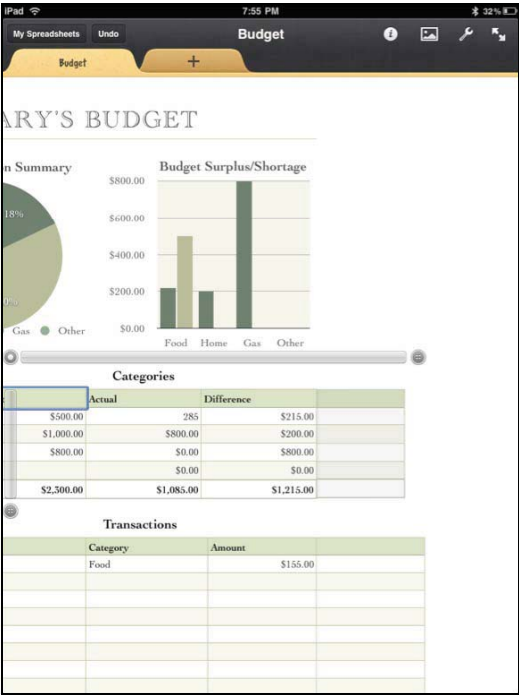 iPad 7:55 PM 32%
My Spreadsheets Undo Budget
Budget +
ARY'S BUDGET
n Summary Budget Surplus/Shortage
$800.00
18%
$600.00
$400.00
$200.00
0%
$0.00
Gas Other
Food Home Gas Other
Categories
Actual Difference
$500.00 285 $215.00
$1,000.00 $800.00 $200.00
$800.00 $0.00 $800.00
$0.00 $0.00
$2,300.00 $1,085.00 $1,215.00
Transactions
Category Amount
Food $155.00